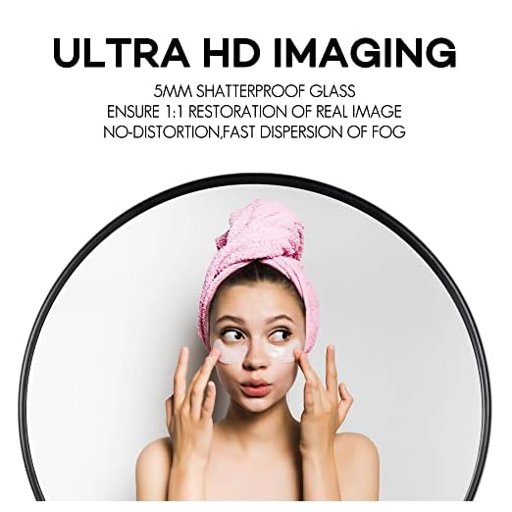 ULTRA HD IMAGING
5MM SHATTERPROOF GLASS
ENSURE 1:1 RESTORATION OF REAL IMAGE
NO-DISTORTION,FAST DISPERSION OF FOG